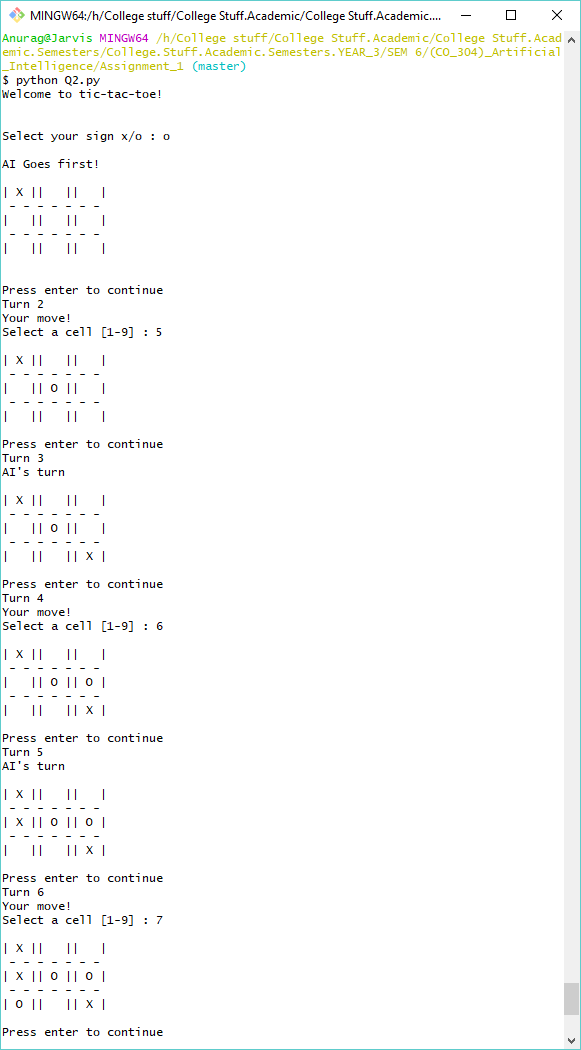 MINGW64:/h/College stuff/College Stuff.Academic/College Stuff.Academic....
Anurag@Jarvis MINGW64 /h/College stuff/College Stuff.Academic/College Stuff.Acad
emic.Semesters/College.Stuff.Academic.Semesters.YEAR_3/SEM 6/(CO_304)_Artificial
_Intelligence/Assignment_1 (master)
$ python Q2.py
Welcome to tic-tac-toe!
Select your sign x/o : o
AI Goes first!
| X ||   ||   |
 - - - - - - -
|   ||   ||   |
 - - - - - - -
|   ||   ||   |
Press enter to continue
Turn 2
Your move!
Select a cell [1-9] : 5
| X ||   ||   |
 - - - - - - -
|   || O ||   |
 - - - - - - -
|   ||   ||   |
Press enter to continue
Turn 3
AI's turn
| X ||   ||   |
 - - - - - - -
|   || O ||   |
 - - - - - - -
|   ||   || X |
Press enter to continue
Turn 4
Your move!
Select a cell [1-9] : 6
| X ||   ||   |
 - - - - - - -
|   || O || O |
 - - - - - - -
|   ||   || X |
Press enter to continue
Turn 5
AI's turn
| X ||   ||   |
 - - - - - - -
| X || O || O |
 - - - - - - -
|   ||   || X |
Press enter to continue
Turn 6
Your move!
Select a cell [1-9] : 7
| X ||   ||   |
 - - - - - - -
| X || O || O |
 - - - - - - -
| O ||   || X |
Press enter to continue